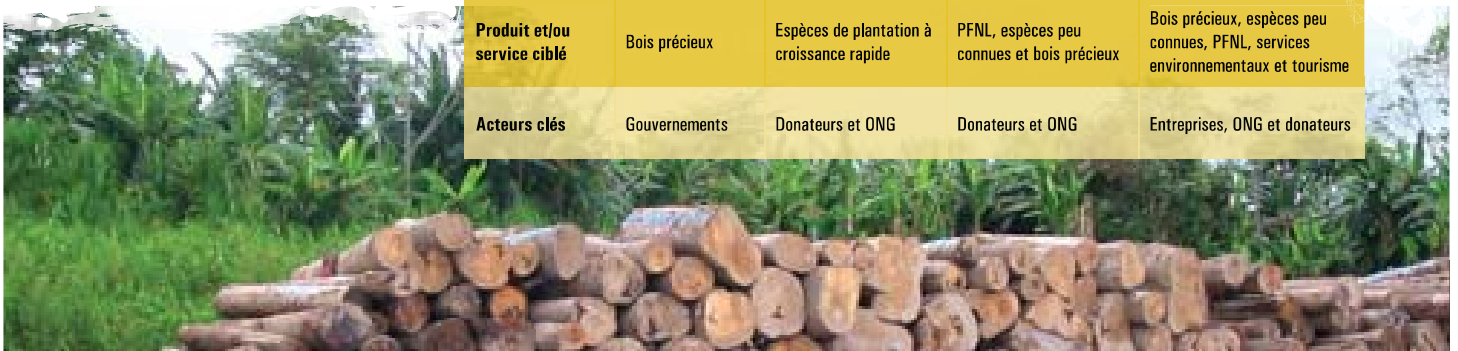 Produit et/ou
service ciblé
Bois précieux
Espèces de plantation à
croissance rapide
PFNL, espèces peu
connues et bois précieux
Bois précieux, espèces peu
connues, PFNL, services
environnementaux et tourisme
Acteurs clés
Gouvernements
Donateurs et ONG
Donateurs et ONG
Entreprises, ONG et donateurs